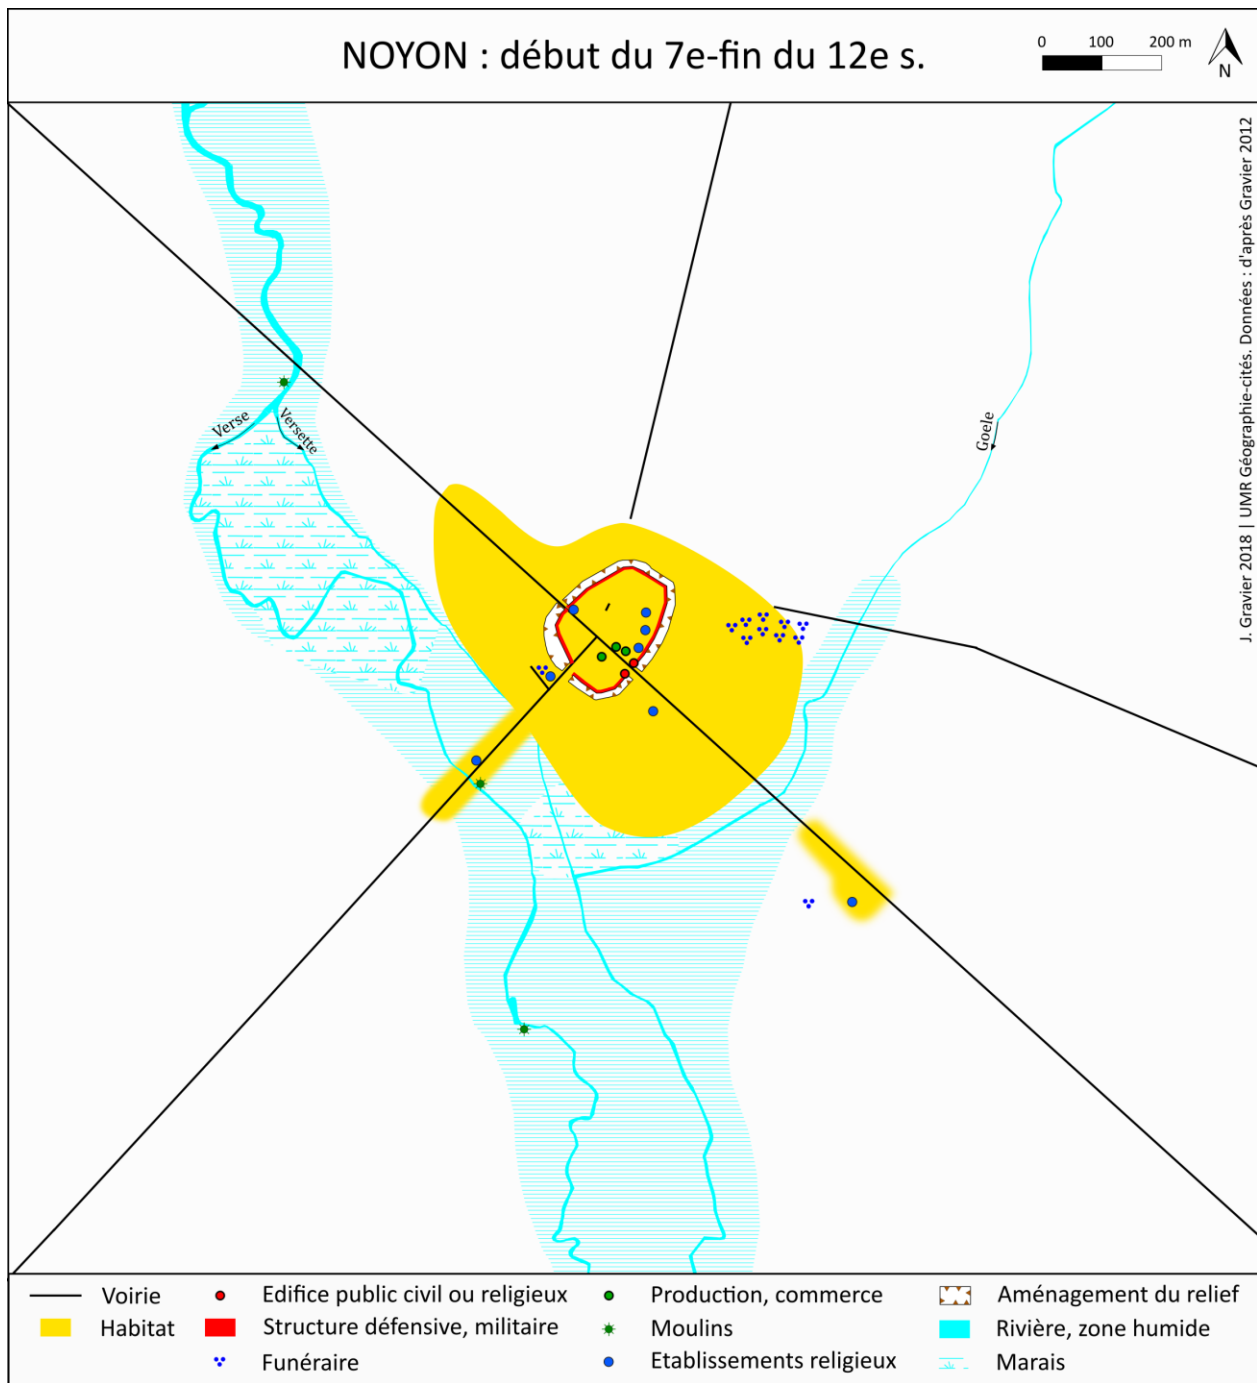 NOYON : début du 7e-fin du 12e s.
0 100 200 m
N
J. Gravier 2018 | UMR Géographie-cités. Données : d'après Gravier 2012
Verse
Versette
Goele
Voirie
Edifice public civil ou religieux
Production, commerce
Aménagement du relief
Habitat
Structure défensive, militaire
Moulins
Rivière, zone humide
Funéraire
Etablissements religieux
Marais